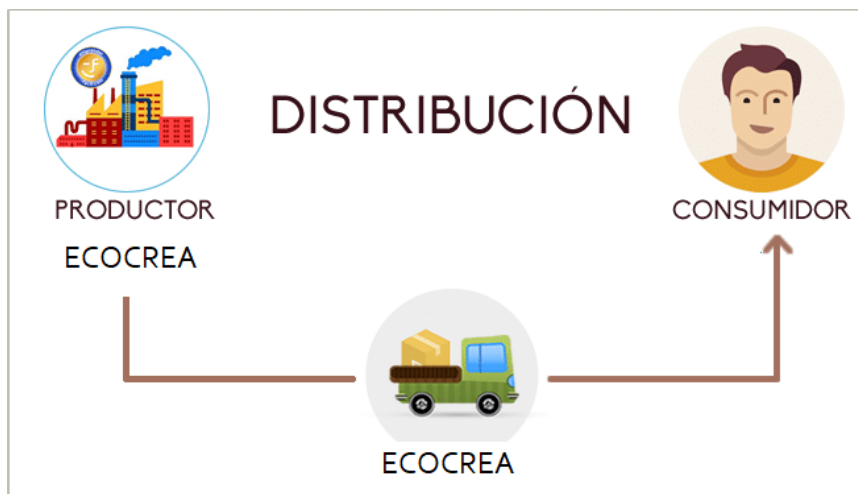 DISTRIBUCIÓN
PRODUCTOR
ECOCREA
CONSUMIDOR
ECOCREA